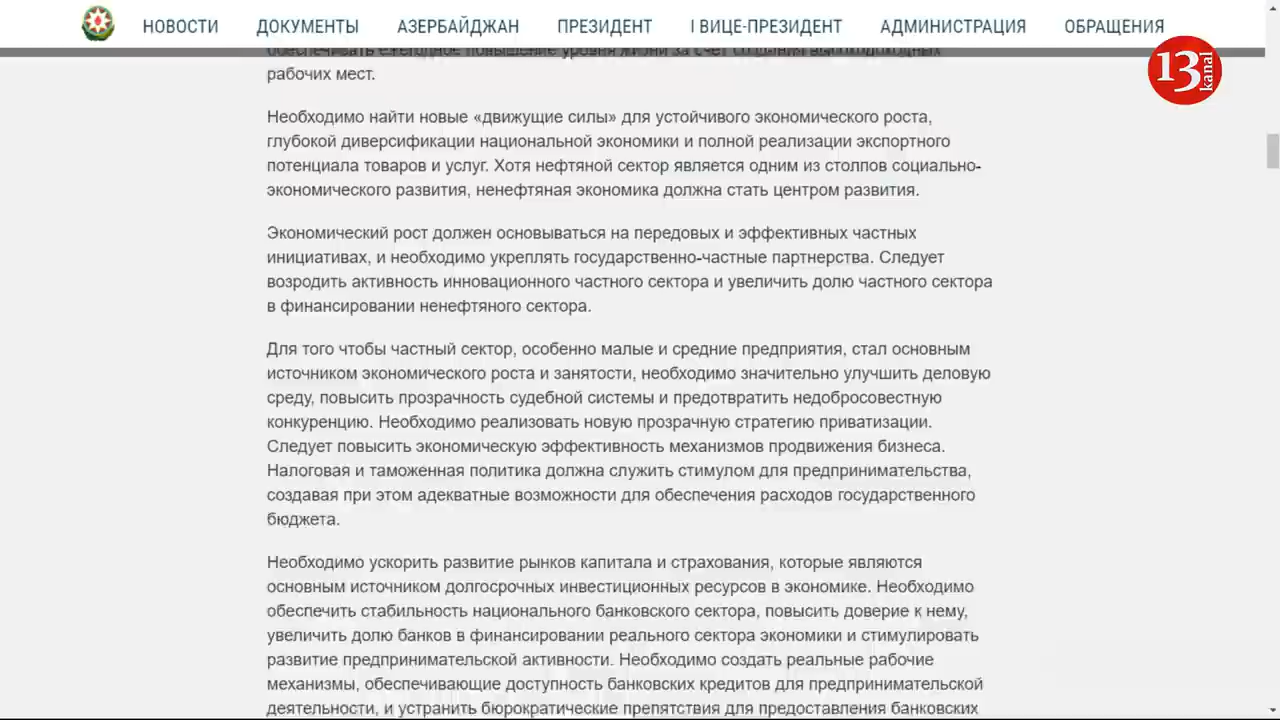 НОВОСТИ ДОКУМЕНТЫ АЗЕРБАЙДЖАН ПРЕЗИДЕНТ I ВИЦЕ-ПРЕЗИДЕНТ АДМИНИСТРАЦИЯ ОБРАЩЕНИЯ
13 kanal
обеспечивать ежегодное повышение уровня жизни за счет создания высокодоходных
рабочих мест.
Необходимо найти новые «движущие силы» для устойчивого экономического роста,
глубокой диверсификации национальной экономики и полной реализации экспортного
потенциала товаров и услуг. Хотя нефтяной сектор является одним из столпов социально-
экономического развития, ненефтяная экономика должна стать центром развития.
Экономический рост должен основываться на передовых и эффективных частных
инициативах, и необходимо укреплять государственно-частные партнерства. Следует
возродить активность инновационного частного сектора и увеличить долю частного сектора
в финансировании ненефтяного сектора.
Для того чтобы частный сектор, особенно малые и средние предприятия, стал основным
источником экономического роста и занятости, необходимо значительно улучшить деловую
среду, повысить прозрачность судебной системы и предотвратить недобросовестную
конкуренцию. Необходимо реализовать новую прозрачную стратегию приватизации.
Следует повысить экономическую эффективность механизмов продвижения бизнеса.
Налоговая и таможенная политика должна служить стимулом для предпринимательства,
создавая при этом адекватные возможности для обеспечения расходов государственного
бюджета.
Необходимо ускорить развитие рынков капитала и страхования, которые являются
основным источником долгосрочных инвестиционных ресурсов в экономике. Необходимо
обеспечить стабильность национального банковского сектора, повысить доверие к нему,
увеличить долю банков в финансировании реального сектора экономики и стимулировать
развитие предпринимательской активности. Необходимо создать реальные рабочие
механизмы, обеспечивающие доступность банковских кредитов для предпринимательской
деятельности, и устранить бюрократические препятствия для предоставления банковских